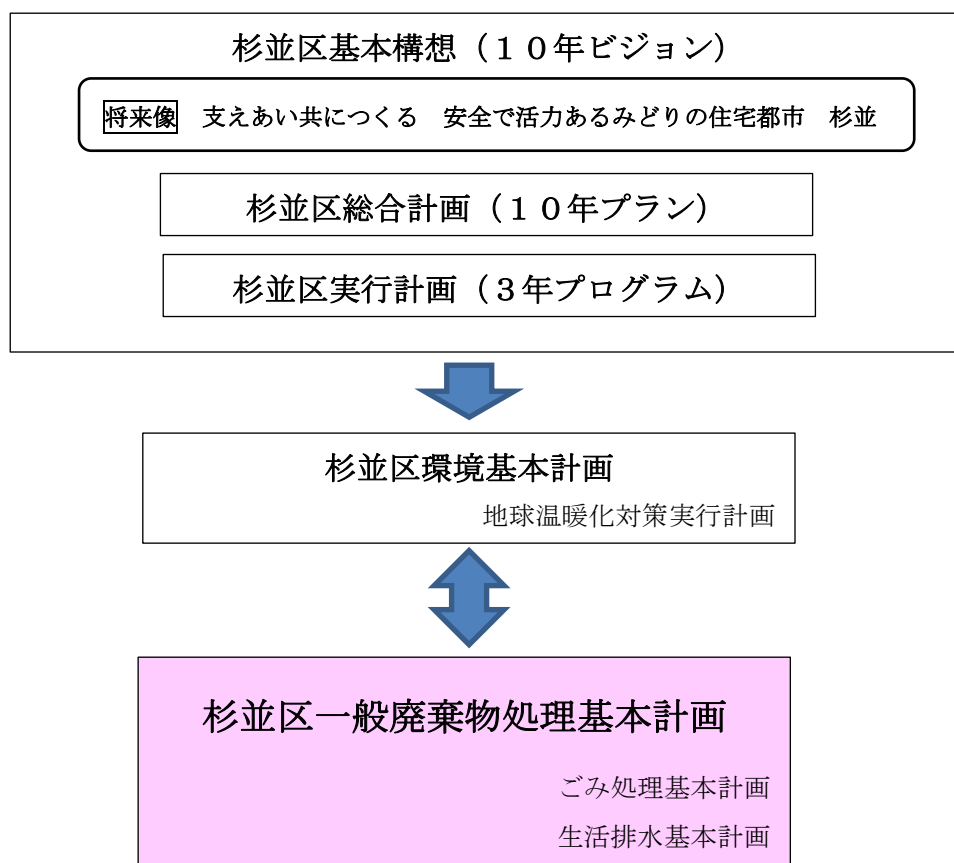 杉並区基本構想（１０年ビジョン）
将来像　支えあい共につくる　安全で活力あるみどりの住宅都市　杉並
杉並区総合計画（１０年プラン）
杉並区実行計画（３年プログラム）
杉並区環境基本計画
地球温暖化対策実行計画
杉並区一般廃棄物処理基本計画
ごみ処理基本計画
生活排水基本計画